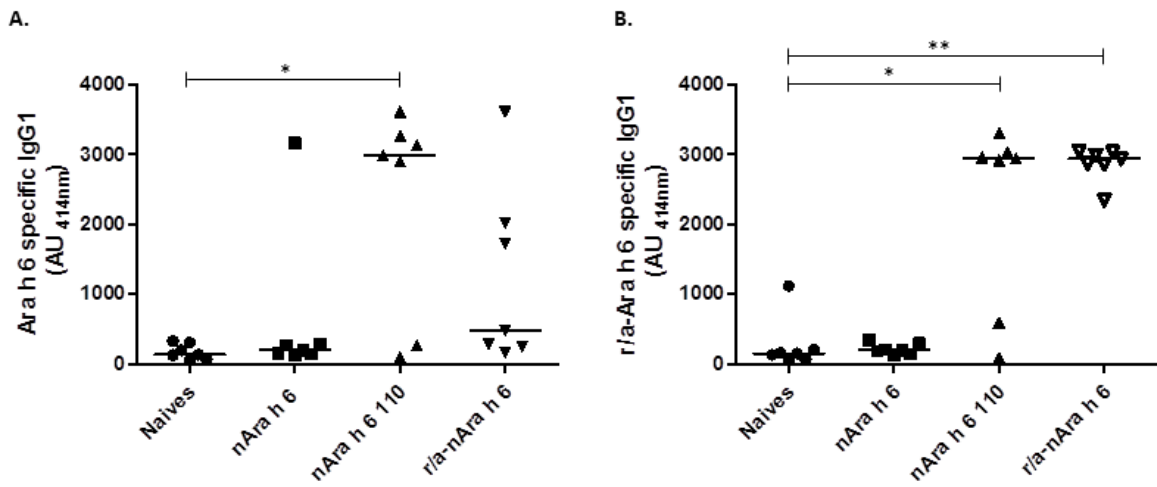 A.
*
Ara h 6 specific IgG1
(AU 414nm)
4000
3000
2000
1000
0
Naives
nAra h 6
nAra h 6 110
r/a-nAra h 6
B.
**
*
r/a-Ara h 6 specific IgG1
(AU 414nm)
4000
3000
2000
1000
0
Naives
nAra h 6
nAra h 6 110
r/a-nAra h 6